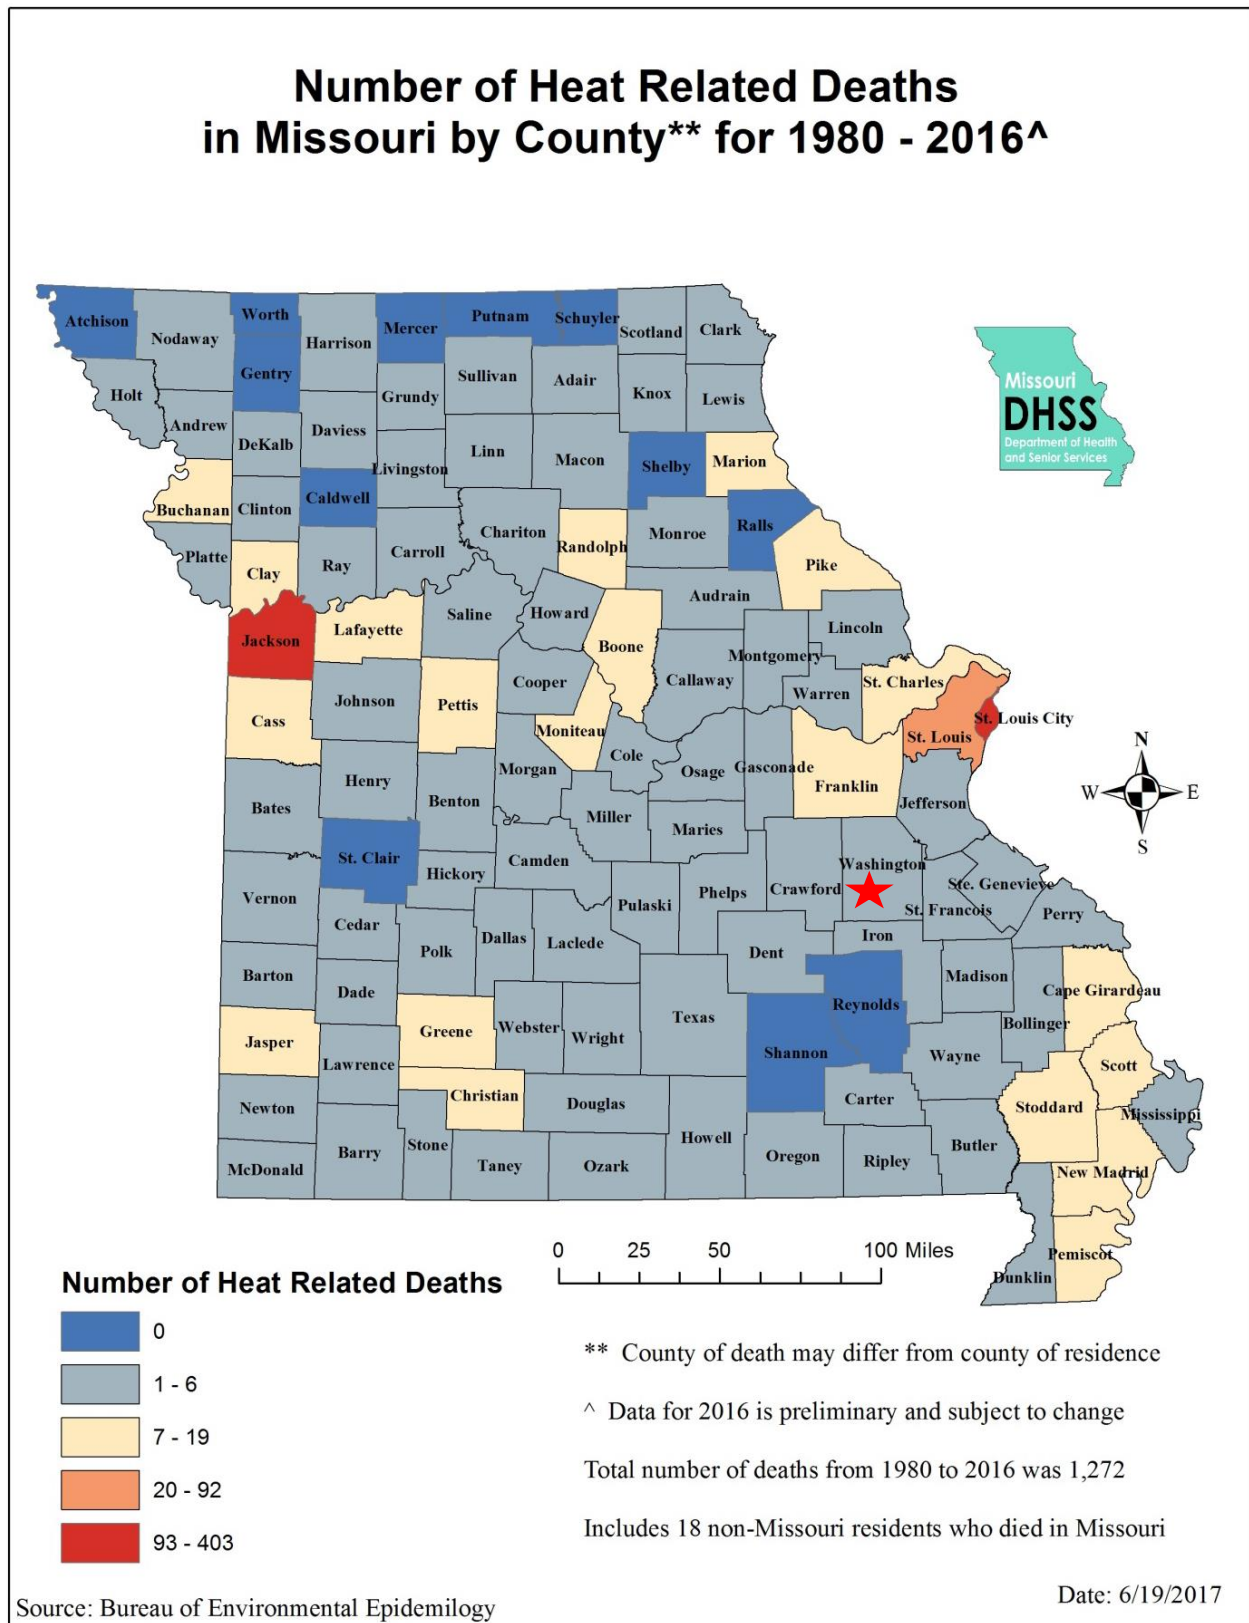 Number of Heat Related Deaths
in Missouri by County** for 1980 - 2016^
Atchison
Nodaway
Worth
Gentry
Harrison
Mercer
Putnam
Schuyler
Scotland
Clark
Holt
Andrew
DeKalb
Daviess
Grundy
Sullivan
Adair
Knox
Lewis
Missouri
DHSS
Department of Health
and Senior Services
Buchanan
Clinton
Caldwell
Livingston
Linn
Macon
Shelby
Marion
Platte
Clay
Ray
Carroll
Chariton
Randolph
Monroe
Ralls
Pike
Jackson
Lafayette
Saline
Howard
Boone
Audrain
Callaway
Montgomery
Lincoln
Warren
St. Charles
St. Louis
St. Louis City
Cass
Johnson
Pettis
Cooper
Moniteau
Cole
Osage
Gasconade
Franklin
Jefferson
N
W
E
S
Bates
Henry
Benton
Morgan
Miller
Maries
Vernon
St. Clair
Hickory
Camden
Pulaski
Phelps
Crawford
Washington
St. Francois
Ste. Genevieve
Perry
Cedar
Polk
Dallas
Laclede
Dent
Iron
Madison
Barton
Dade
Greene
Webster
Wright
Texas
Shannon
Reynolds
Wayne
Bollinger
Cape Girardeau
Jasper
Lawrence
Christian
Douglas
Howell
Carter
Butler
Stoddard
Scott
Mississippi
Newton
McDonald
Barry
Stone
Taney
Ozark
Oregon
Ripley
New Madrid
Pemiscot
Dunklin
0 25 50 100 Miles
Number of Heat Related Deaths
0
1 - 6
7 - 19
20 - 92
93 - 403
** County of death may differ from county of residence
^ Data for 2016 is preliminary and subject to change
Total number of deaths from 1980 to 2016 was 1,272
Includes 18 non-Missouri residents who died in Missouri
Source: Bureau of Environmental Epidemilogy
Date: 6/19/2017